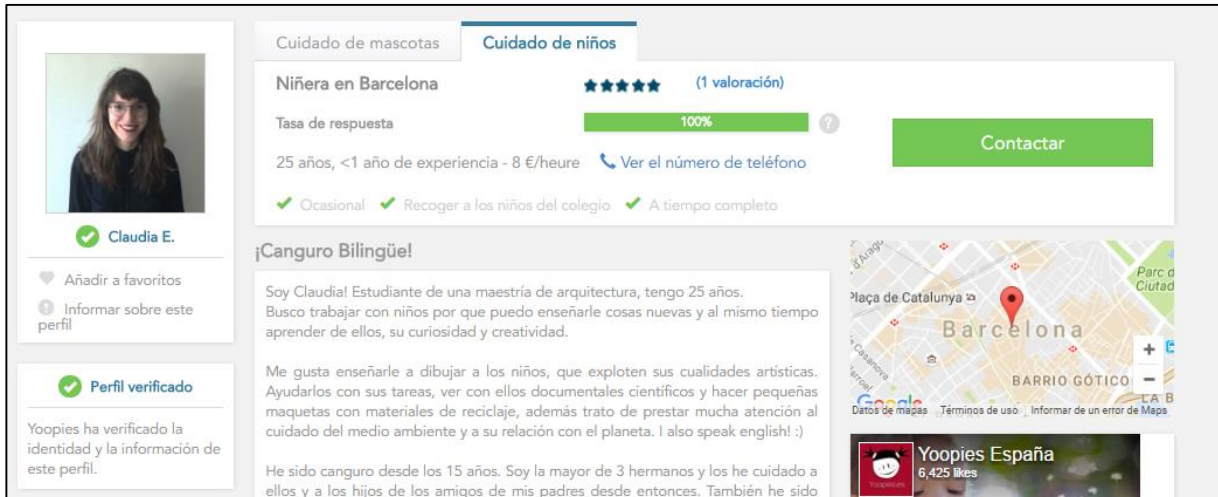 Cuidado de mascotas
Cuidado de niños
Niñera en Barcelona
(1 valoración)
Tasa de respuesta
100%
?
Contactar
25 años, <1 año de experiencia - 8 €/heure
Ver el número de teléfono
Ocasional
Recoger a los niños del colegio
A tiempo completo
Claudia E.
Añadir a favoritos
Informar sobre este
perfil
Perfil verificado
Yoopies ha verificado la
identidad y la información de
este perfil.
¡Canguro Bilingüe!
Soy Claudia! Estudiante de una maestría de arquitectura, tengo 25 años.
Busco trabajar con niños por que puedo enseñarle cosas nuevas y al mismo tiempo
aprender de ellos, su curiosidad y creatividad.
Me gusta enseñarle a dibujar a los niños, que exploten sus cualidades artísticas.
Ayudarlos con sus tareas, ver con ellos documentales científicos y hacer pequeñas
maquetas con materiales de reciclaje, además trato de prestar mucha atención al
cuidado del medio ambiente y a su relación con el planeta. I also speak english! :)
He sido canguro desde los 15 años. Soy la mayor de 3 hermanos y los he cuidado a
ellos y a los hijos de los amigos de mis padres desde entonces. También he sido
d'Aragó
Parc d
Ciutad
Plaça de Catalunya
Barcelona
Casanova
BARRIO GÓTICO
LA B
+
−
Google
Datos de mapas
Términos de uso
Informar de un error de Maps
Yoopies España
6,425 likes